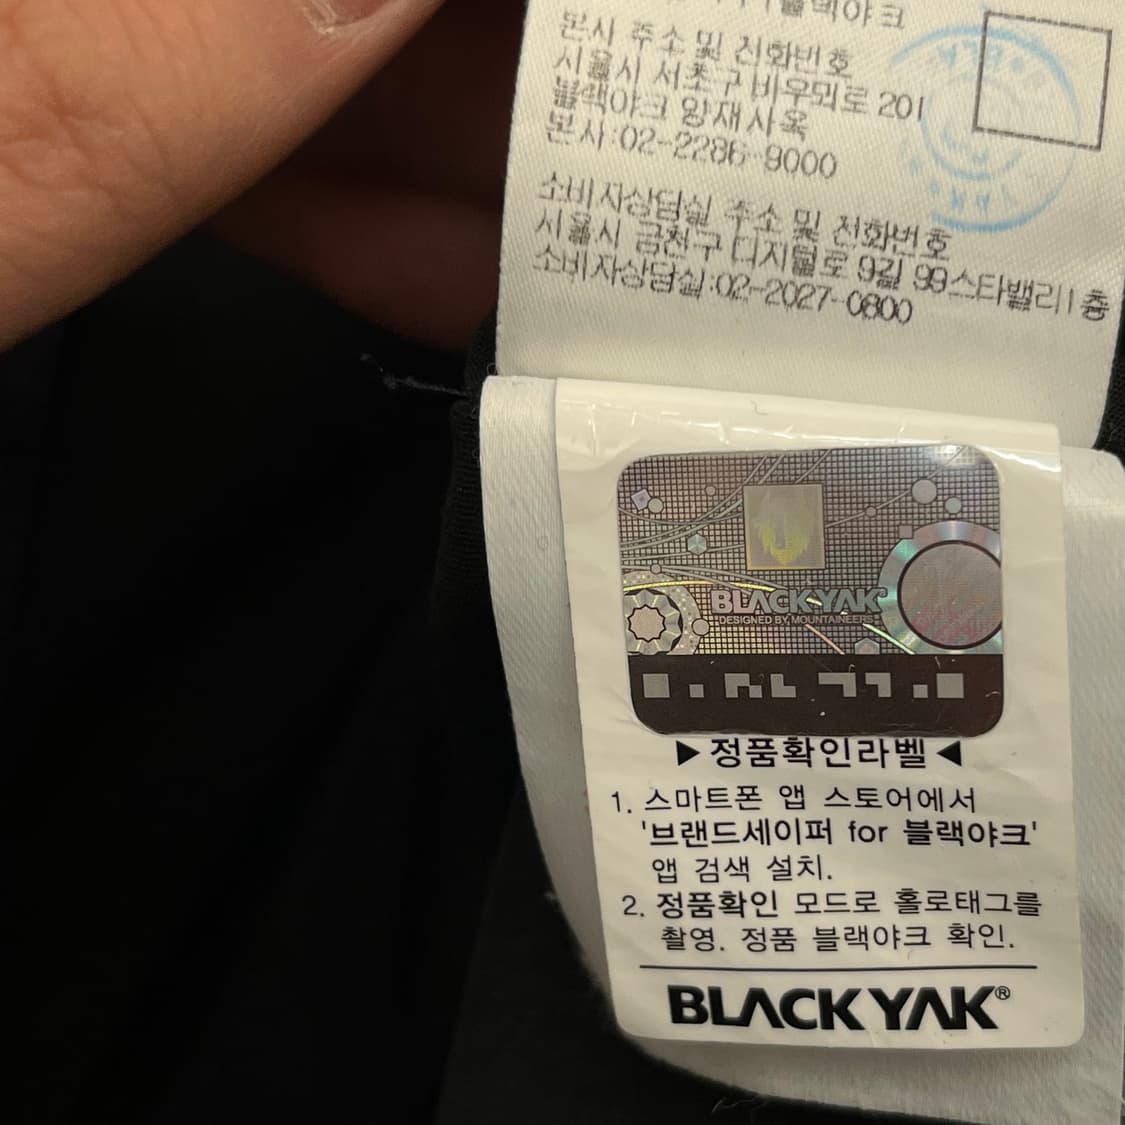 블랙야크
본사 주소 및 전화번호
서울시 서초구 바우뫼로 201
블랙야크 양재사옥
본사:02-2286-9000
소비자상담실 주소 및 전화번호
서울시 금천구 디지털로 9길 99스타밸리1층
소비자상담실:02-2027-0800
BLACKYAK
DESIGNED BY MOUNTAINEERS
▶정품확인라벨◀
1. 스마트폰 앱 스토어에서
'브랜드세이퍼 for 블랙야크'
앱 검색 설치.
2. 정품확인 모드로 홀로태그를
촬영. 정품 블랙야크 확인.
BLACKYAK®